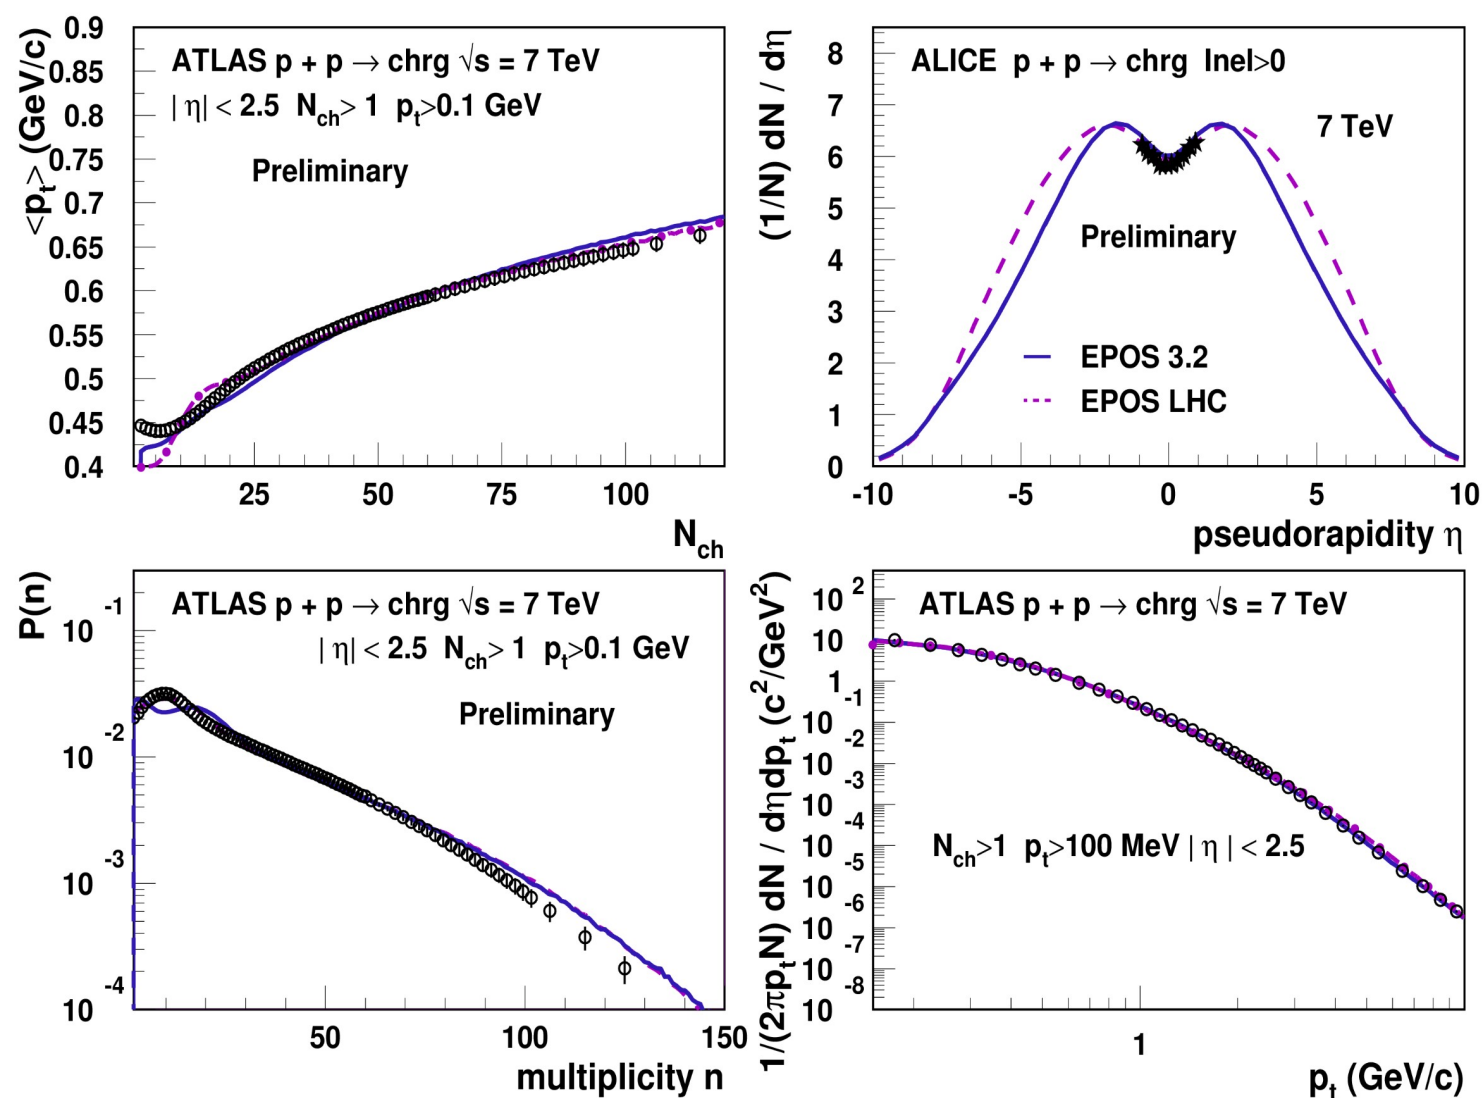 <p_t> (GeV/c)
0.9
0.85
0.8
0.75
0.7
0.65
0.6
0.55
0.5
0.45
0.4
ATLAS p + p → chrg √s = 7 TeV
| η| < 2.5 N_ch> 1 p_t>0.1 GeV
Preliminary
25 50 75 100
N_ch
(1/N) dN / dη
8
7
6
5
4
3
2
1
0
ALICE p + p → chrg Inel>0
7 TeV
Preliminary
EPOS 3.2
EPOS LHC
-10 -5 0 5 10
pseudorapidity η
P(n)
10^-1
10^-2
10^-3
10^-4
ATLAS p + p → chrg √s = 7 TeV
| η| < 2.5 N_ch> 1 p_t>0.1 GeV
Preliminary
50 100 150
multiplicity n
1/(2πp_tN) dN / dηdp_t (c^2/GeV^2)
10^2
10
1
10^-1
10^-2
10^-3
10^-4
10^-5
10^-6
10^-7
10^-8
ATLAS p + p → chrg √s = 7 TeV
N_ch>1 p_t>100 MeV | η | < 2.5
1
p_t (GeV/c)